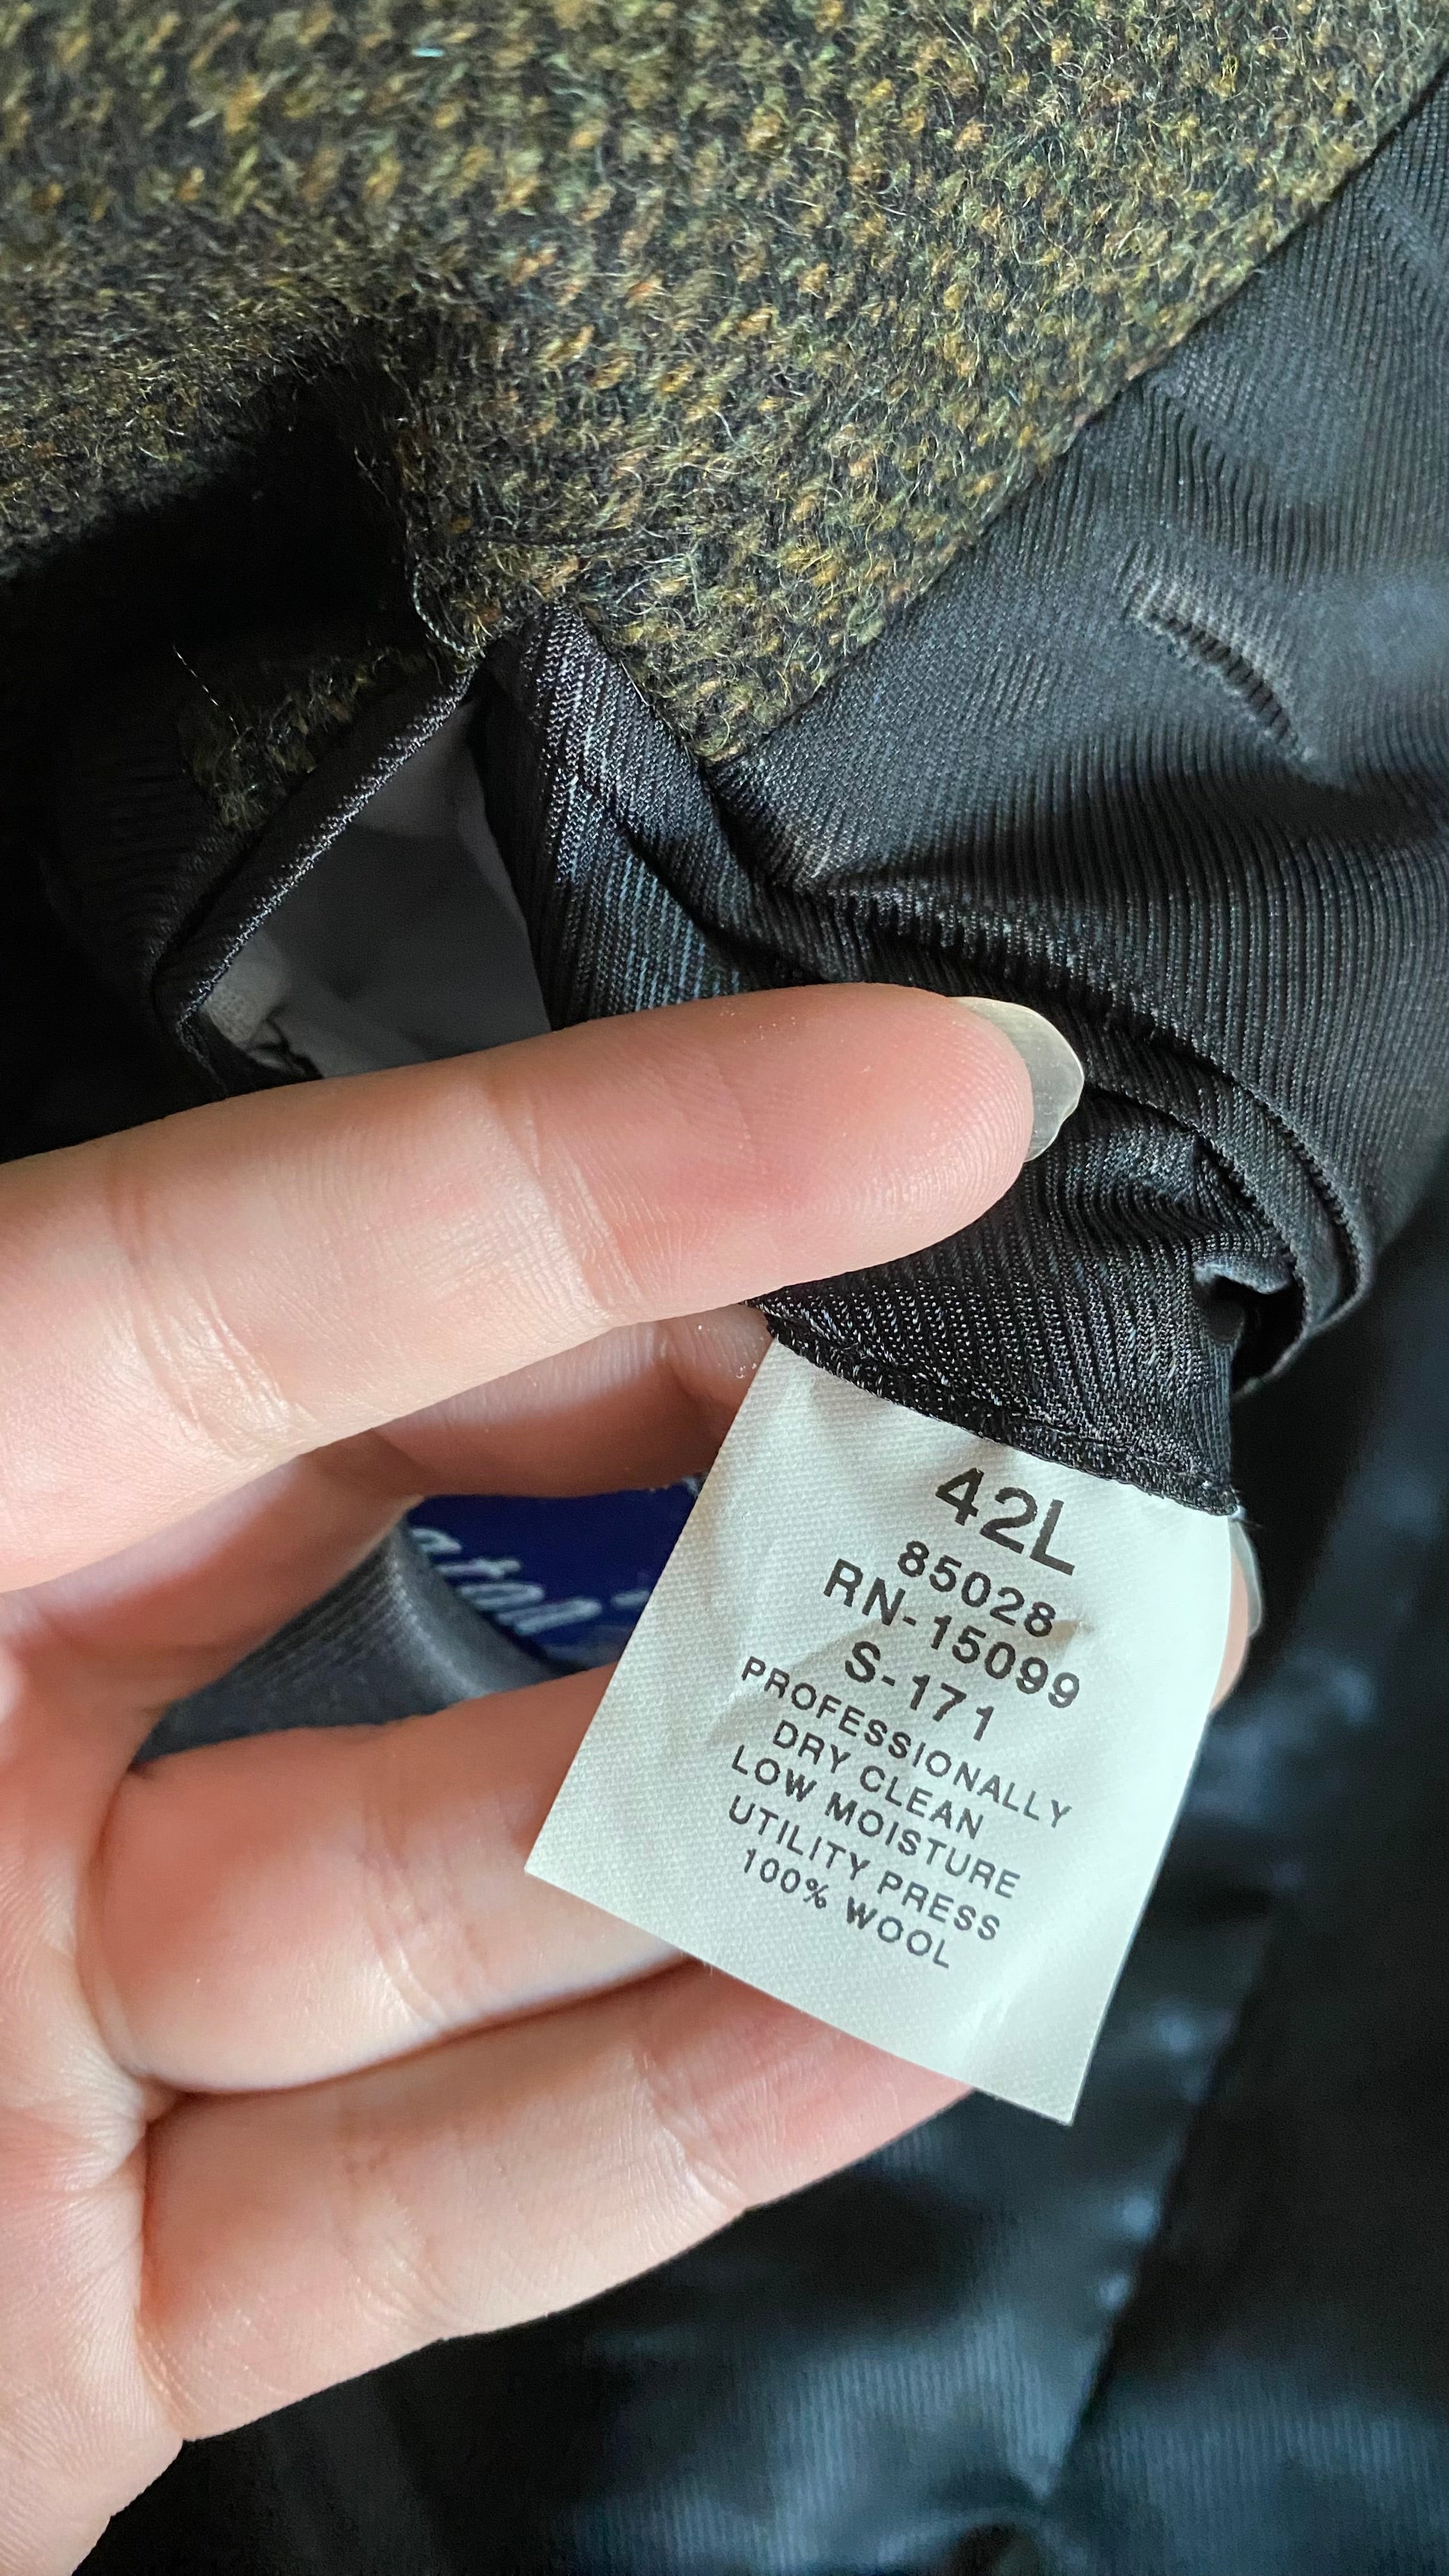 42L
85028
RN-15099
S-171
PROFESSIONALLY
DRY CLEAN
LOW MOISTURE
UTILITY PRESS
100% WOOL